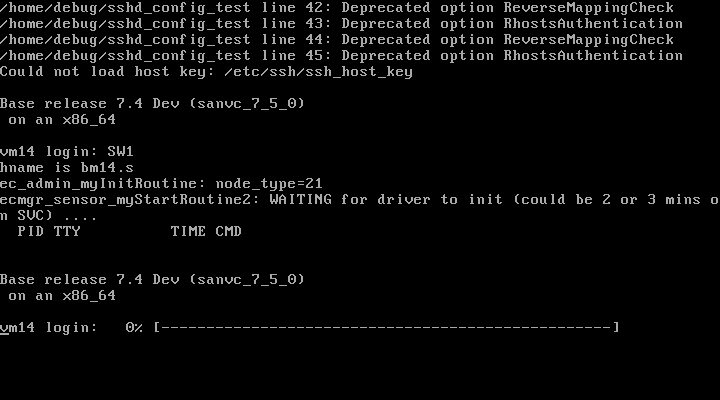 /home/debug/sshd_config_test line 42: Deprecated option ReverseMappingCheck
/home/debug/sshd_config_test line 43: Deprecated option RhostsAuthentication
/home/debug/sshd_config_test line 44: Deprecated option ReverseMappingCheck
/home/debug/sshd_config_test line 45: Deprecated option RhostsAuthentication
Could not load host key: /etc/ssh/ssh_host_key
Base release 7.4 Dev (sanvc_7_5_0)
 on an x86_64
vm14 login: SW1
hname is bm14.s
ec_admin_myInitRoutine: node_type=21
ecmgr_sensor_myStartRoutine2: WAITING for driver to init (could be 2 or 3 mins o
n SVC) ....
  PID TTY          TIME CMD
Base release 7.4 Dev (sanvc_7_5_0)
 on an x86_64
vm14 login:   0% [--------------------------------------------------]